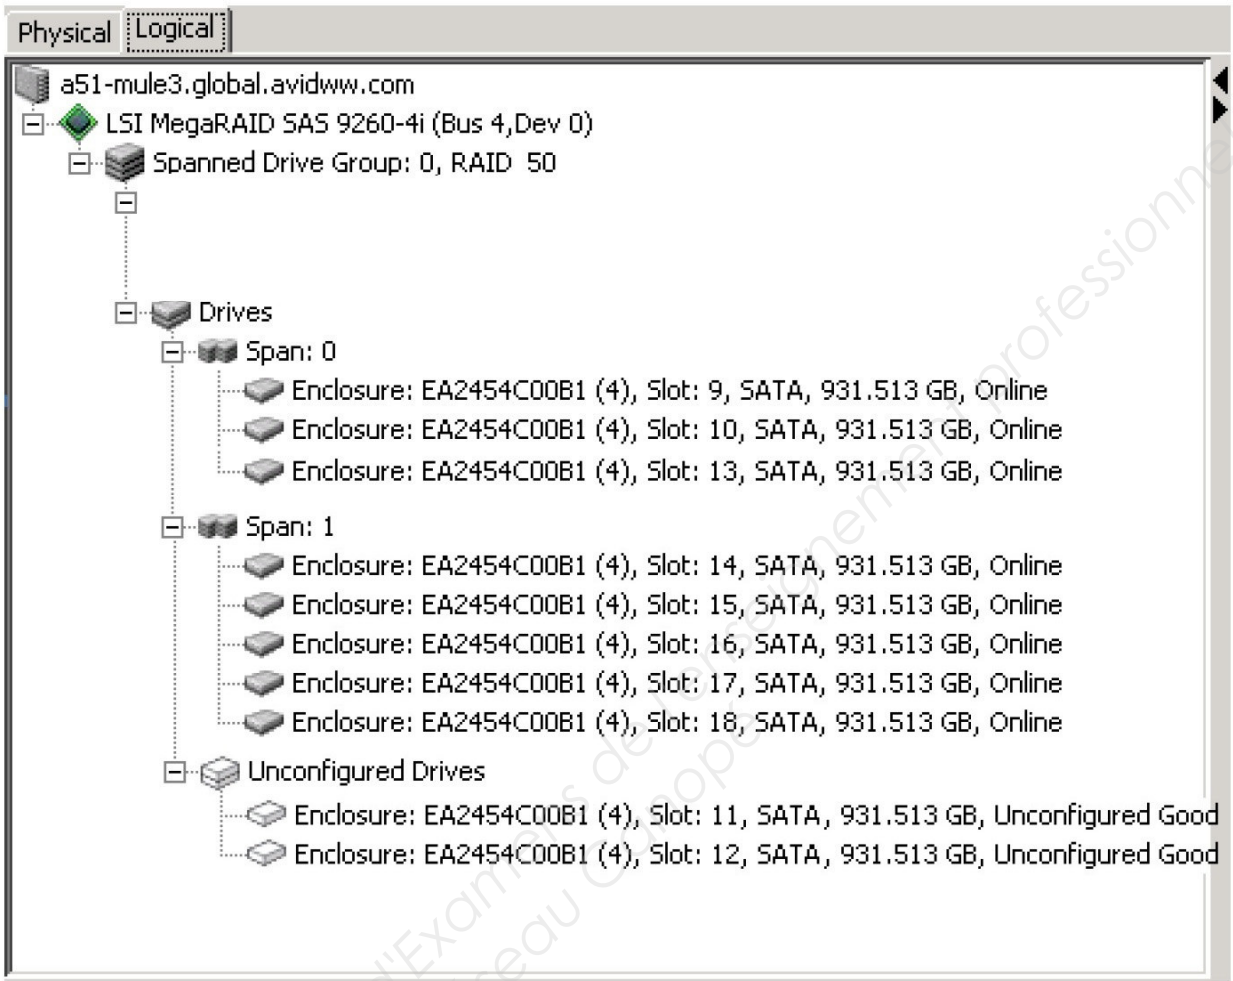 Physical Logical
a51-mule3.global.avidww.com
LSI MegaRAID SAS 9260-4i (Bus 4,Dev 0)
Spanned Drive Group: 0, RAID 50
Drives
Span: 0
Enclosure: EA2454C00B1 (4), Slot: 9, SATA, 931.513 GB, Online
Enclosure: EA2454C00B1 (4), Slot: 10, SATA, 931.513 GB, Online
Enclosure: EA2454C00B1 (4), Slot: 13, SATA, 931.513 GB, Online
Span: 1
Enclosure: EA2454C00B1 (4), Slot: 14, SATA, 931.513 GB, Online
Enclosure: EA2454C00B1 (4), Slot: 15, SATA, 931.513 GB, Online
Enclosure: EA2454C00B1 (4), Slot: 16, SATA, 931.513 GB, Online
Enclosure: EA2454C00B1 (4), Slot: 17, SATA, 931.513 GB, Online
Enclosure: EA2454C00B1 (4), Slot: 18, SATA, 931.513 GB, Online
Unconfigured Drives
Enclosure: EA2454C00B1 (4), Slot: 11, SATA, 931.513 GB, Unconfigured Good
Enclosure: EA2454C00B1 (4), Slot: 12, SATA, 931.513 GB, Unconfigured Good
d'Examens de l'enseignement professionne
seau Canopé